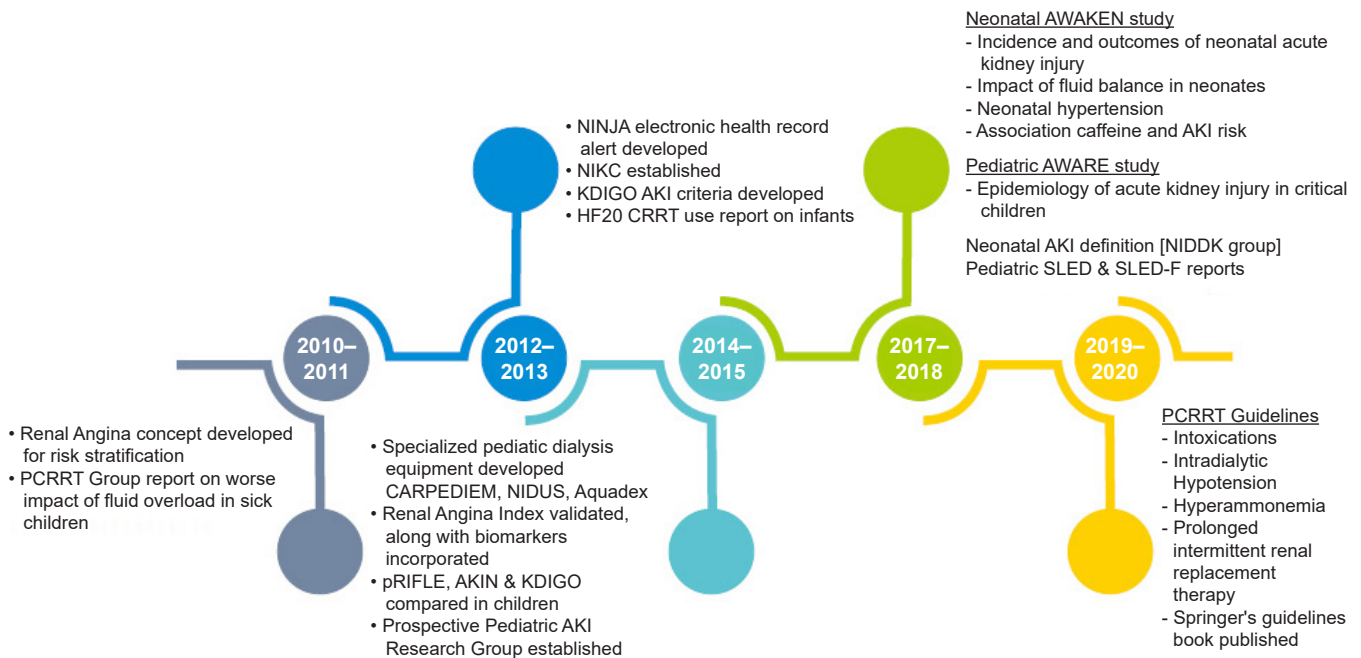 2010–
2011
• Renal Angina concept developed
for risk stratification
• PCRRT Group report on worse
impact of fluid overload in sick
children
2012–
2013
• NINJA electronic health record
alert developed
• NIKC established
• KDIGO AKI criteria developed
• HF20 CRRT use report on infants
2014–
2015
• Specialized pediatic dialysis
equipment developed
CARPEDIEM, NIDUS, Aquadex
• Renal Angina Index validated,
along with biomarkers
incorporated
• pRIFLE, AKIN & KDIGO
compared in children
• Prospective Pediatric AKI
Research Group established
2017–
2018
Neonatal AWAKEN study
- Incidence and outcomes of neonatal acute
kidney injury
- Impact of fluid balance in neonates
- Neonatal hypertension
- Association caffeine and AKI risk
Pediatric AWARE study
- Epidemiology of acute kidney injury in critical
children
Neonatal AKI definition [NIDDK group]
Pediatric SLED & SLED-F reports
2019–
2020
PCRRT Guidelines
- Intoxications
- Intradialytic
Hypotension
- Hyperammonemia
- Prolonged
intermittent renal
replacement
therapy
- Springer's guidelines
book published